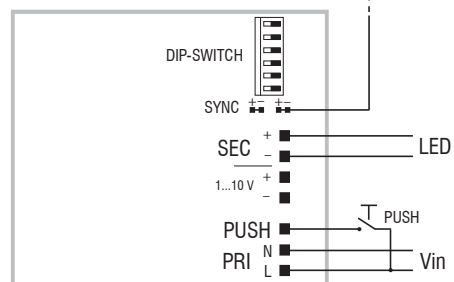 DIP-SWITCH
SYNC +− +−
SEC + − LED
1...10 V + −
PUSH PUSH
PRI N L Vin